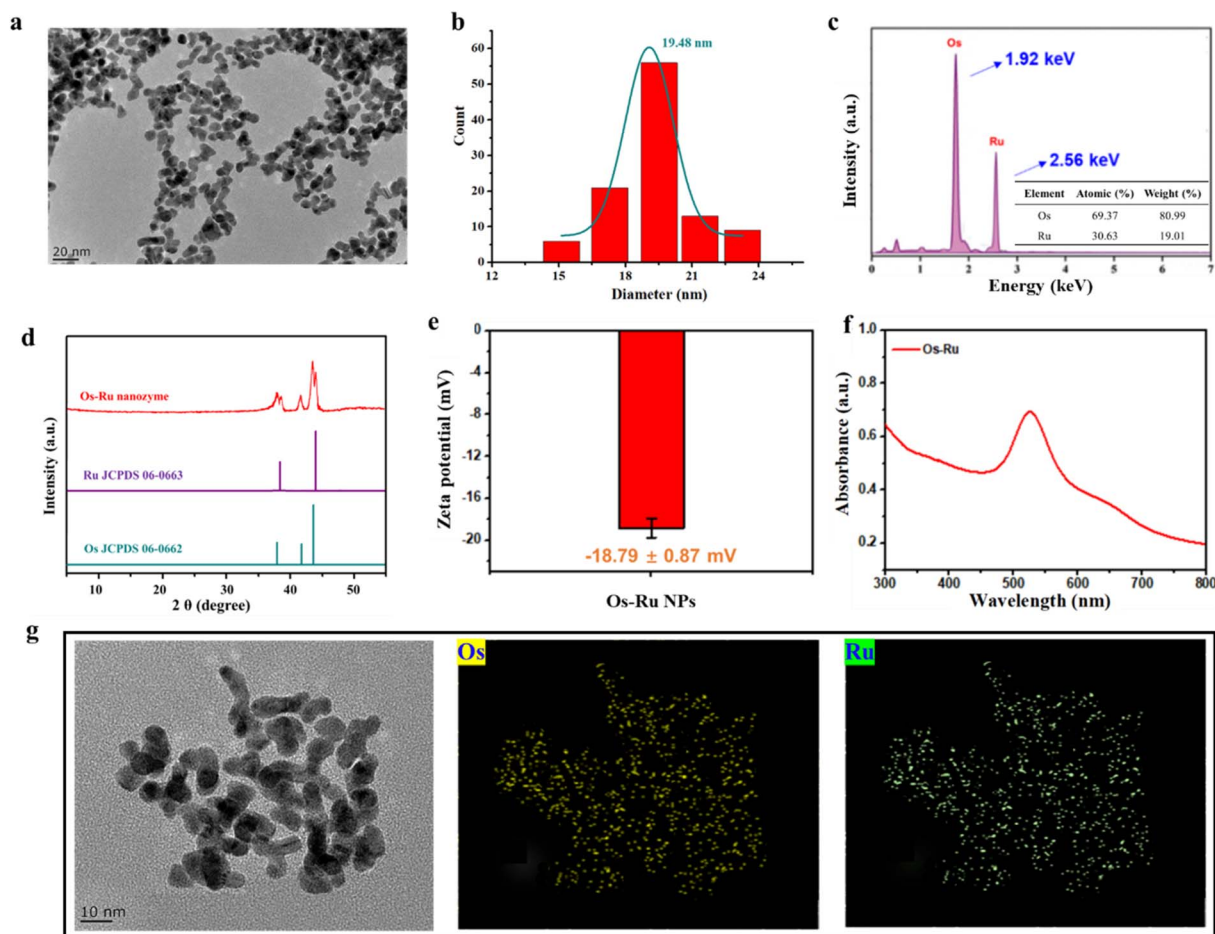 a
20 nm
b
19.48 nm
Count
60
50
40
30
20
10
0
12
15
18
21
24
Diameter (nm)
c
Os
1.92 keV
Ru
2.56 keV
Element Atomic (%) Weight (%)
Os 69.37 80.99
Ru 30.63 19.01
Intensity (a.u.)
0 1 2 3 4 5 6 7
Energy (keV)
d
Os-Ru nanozyme
Ru JCPDS 06-0663
Os JCPDS 06-0662
Intensity (a.u.)
10 20 30 40 50
2 θ (degree)
e
Zeta potential (mV)
0
-4
-8
-12
-16
-20
-18.79 ± 0.87 mV
Os-Ru NPs
f
Os-Ru
Absorbance (a.u.)
1.0
0.8
0.6
0.4
0.2
0.0
300 400 500 600 700 800
Wavelength (nm)
g
10 nm
Os
Ru